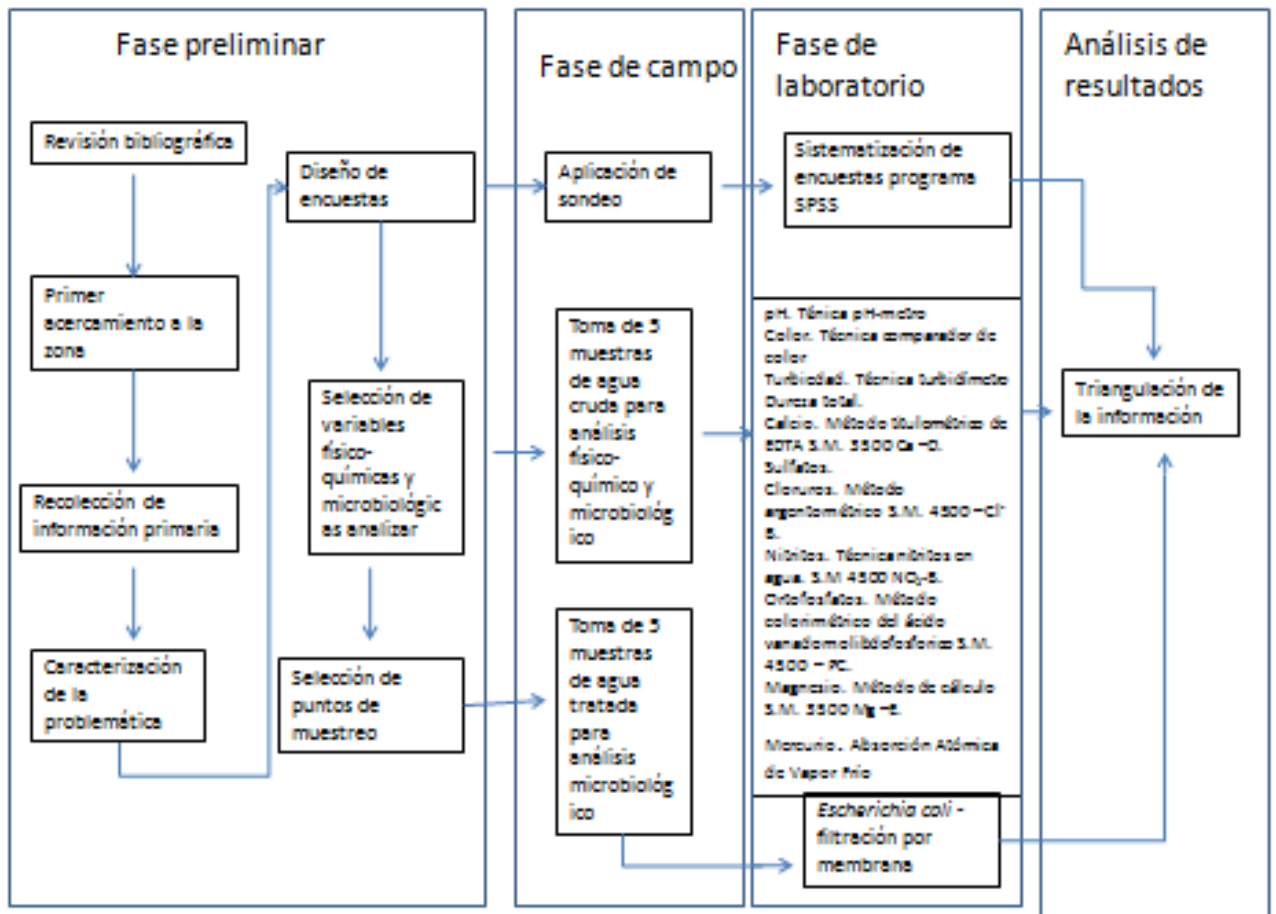 Fase preliminar
Revisión bibliográfica
Primer
acercamiento a la
zona
Recolección de
información primaria
Caracterización
de la
problemática
Diseño de
encuestas
Selección de
variables
físico-
químicas y
microbiológic
as analizar
Selección de
puntos de
muestreo
Fase de campo
Aplicación de
sondeo
Toma de 5
muestras
de agua
cruda para
análisis
físico-
químico y
microbiológ
ico
Toma de 5
muestras
de agua
tratada
para
análisis
microbiológ
ico
Fase de
laboratorio
Sistematización de
encuestas programa
SPSS
pH. Ténica pH-metro
Color. Técnica comparador de
color
Turbiedad. Técnica turbidímetro
Dureza total.
Calcio. Método titulométrico de
EDTA S.M. 3500 Ca –D.
Sulfatos.
Cloruros. Método
argentométrico S.M. 4500 –Cl-
B.
Nitritos. Técnica nitritos en
agua. S.M 4500 NO₂-B.
Ortofosfatos. Método
colorimétrico del ácido
vanadomolibdofosforico S.M.
4500 – PC.
Magnesio. Método de cálculo
S.M. 3500 Mg –E.
Mercurio. Absorción Atómica
de Vapor Frío
Escherichia coli -
filtración por
membrana
Análisis de
resultados
Triangulación de
la información